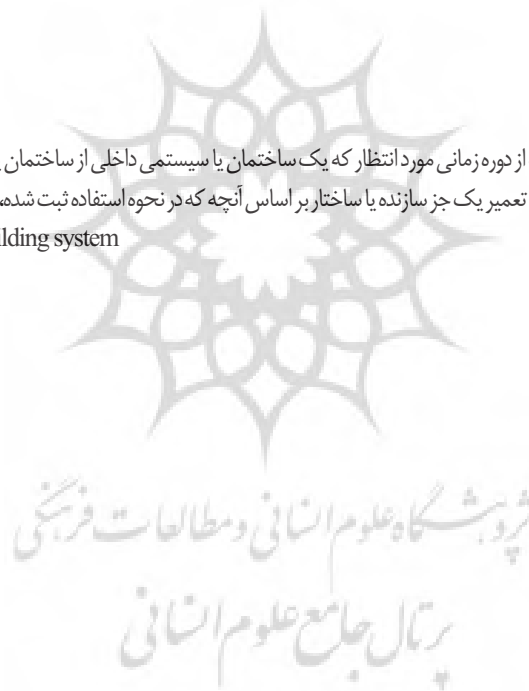 از دوره زمانی مورد انتظار که یک ساختمان یا سیستمی داخلی از ساختمان
تعمیر یک جز سازنده یا ساختار بر اساس آنچه که در نحوه استفاده ثبت شده،
ilding system
پژوهشگاه علوم انسانی و مطالعات فرهنگی
پرتال جامع علوم انسانی